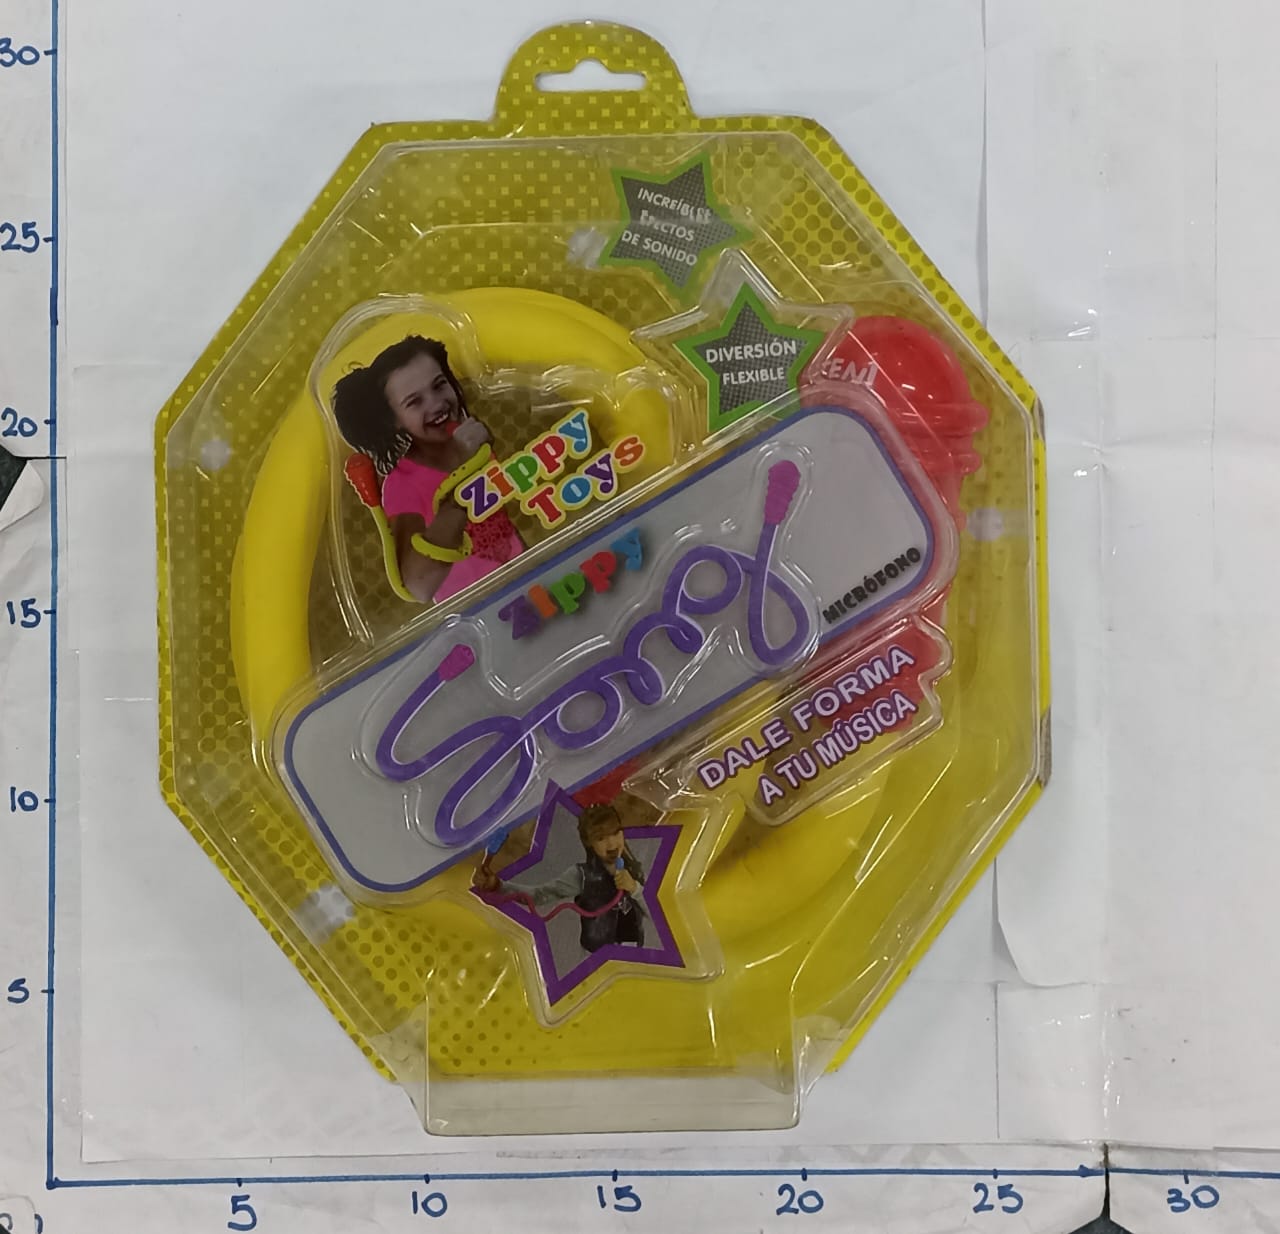 30
25
20
15
10
5
INCREÍBLES
EFECTOS
DE SONIDO
DIVERSIÓN
FLEXIBLE
Zippy
Toys
Zippy
Song
MICRÓFONO
DALE FORMA
A TU MÚSICA
5
10
15
20
25
30